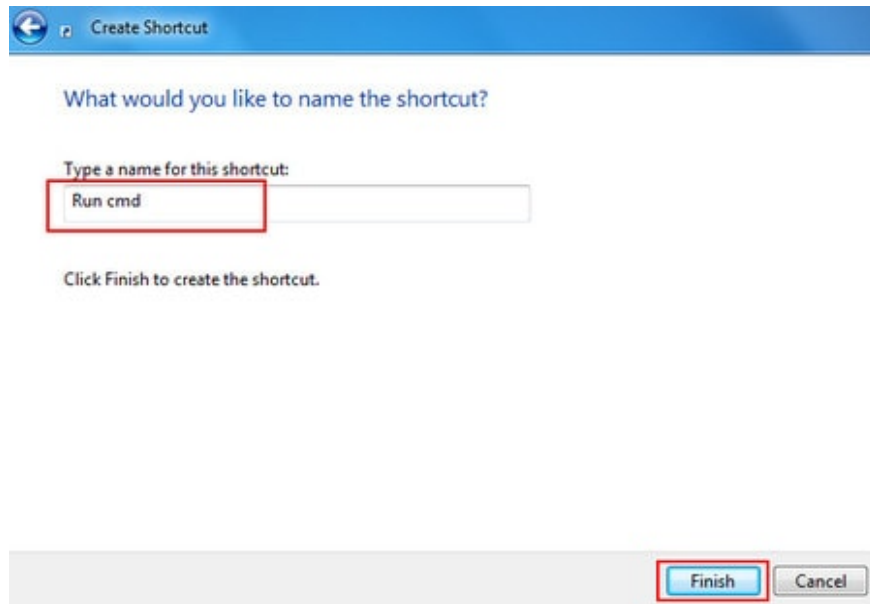 Create Shortcut
What would you like to name the shortcut?
Type a name for this shortcut:
Run cmd
Click Finish to create the shortcut.
Finish Cancel